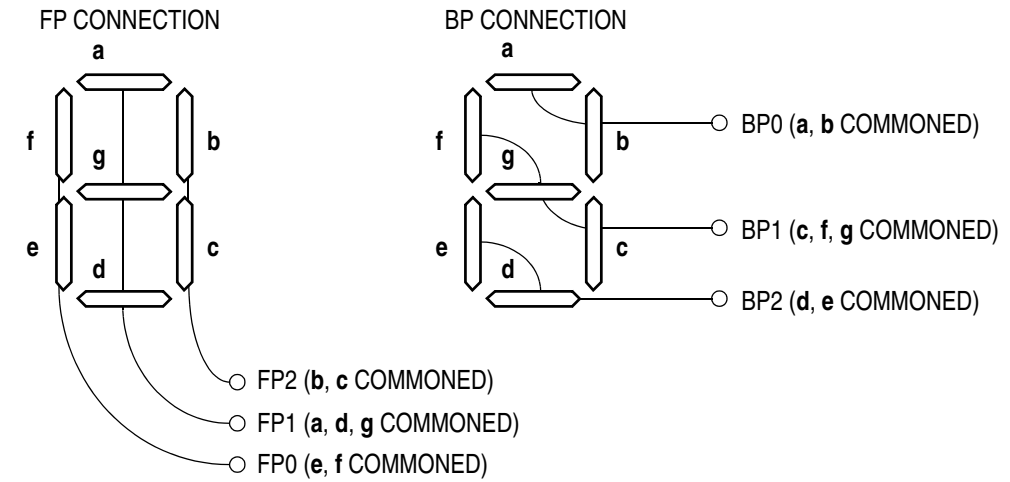 FP CONNECTION
a
f
b
g
e
c
d
FP2 (b, c COMMONED)
FP1 (a, d, g COMMONED)
FP0 (e, f COMMONED)
BP CONNECTION
a
f
b
g
e
c
d
BP0 (a, b COMMONED)
BP1 (c, f, g COMMONED)
BP2 (d, e COMMONED)